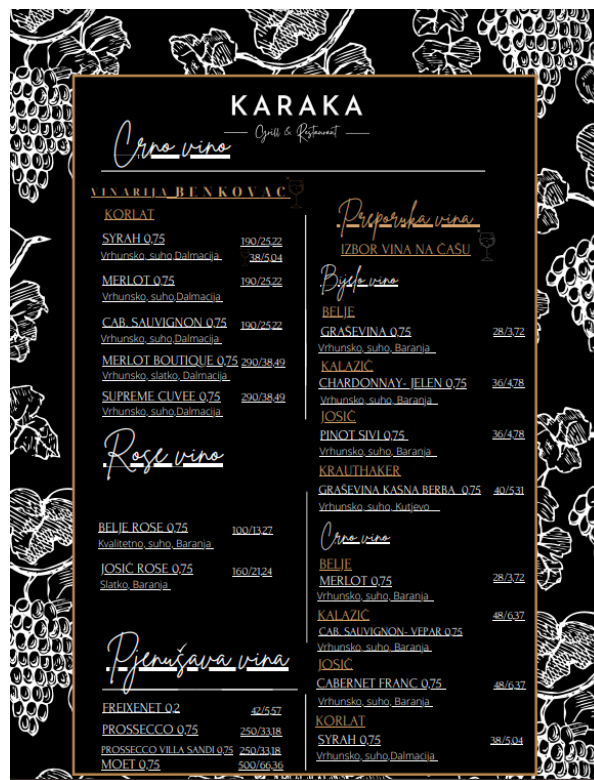 KARAKA
Grill & Restaurant
Crno vino
VINARIJA BENKOVAC
KORLAT
SYRAH 0,75 190/25,22
Vrhunsko, suho,Dalmacija 38/5,04
MERLOT 0,75 190/25,22
Vrhunsko, suho,Dalmacija
CAB. SAUVIGNON 0,75 190/25,22
Vrhunsko, suho,Dalmacija
MERLOT BOUTIQUE 0,75 290/38,49
Vrhunsko, slatko, Dalmacija
SUPREME CUVEE 0,75 290/38,49
Vrhunsko, suho,Dalmacija
Rose vino
BELJE ROSE 0,75 100/13,27
Kvalitetno, suho, Baranja
JOSIĆ ROSE 0,75 160/21,24
Slatko, Baranja
Pjenušava vina
FREIXENET 0,2 42/5,57
PROSSECCO 0,75 250/33,18
PROSSECCO VILLA SANDI 0,75 250/33,18
MOET 0,75 500/66,36
Preporuka vina
IZBOR VINA NA ČAŠU
Bijelo vino
BELJE
GRAŠEVINA 0,75 28/3,72
Vrhunsko, suho, Baranja
KALAZIĆ
CHARDONNAY- JELEN 0,75 36/4,78
Vrhunsko, suho, Baranja
JOSIĆ
PINOT SIVI 0,75 36/4,78
Vrhunsko, suho, Baranja
KRAUTHAKER
GRAŠEVINA KASNA BERBA 0,75 40/5,31
Vrhunsko, suho, Kutjevo
Crno vino
BELJE
MERLOT 0,75 28/3,72
Vrhunsko, suho, Baranja
KALAZIĆ 48/6,37
CAB. SAUVIGNON- VEPAR 0,75
Vrhunsko, suho, Baranja
JOSIĆ
CABERNET FRANC 0,75 48/6,37
Vrhunsko, suho, Baranja
KORLAT
SYRAH 0,75 38/5,04
Vrhunsko, suho,Dalmacija